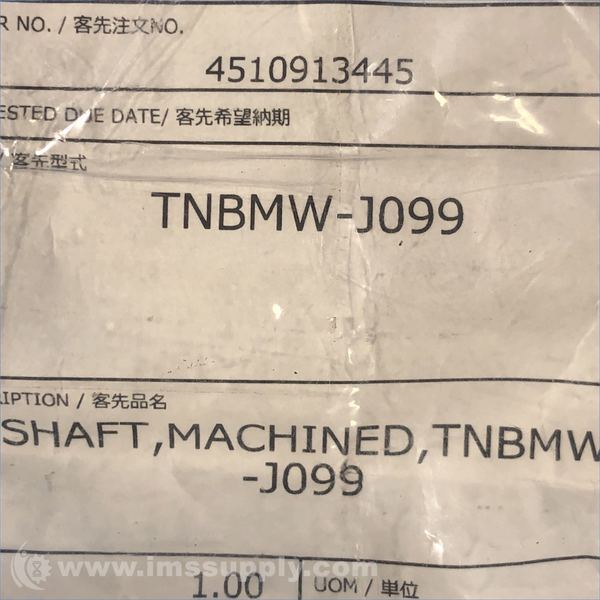 R NO. / 客先注文NO.
4510913445
ESTED DUE DATE/ 客先希望納期
/ 客先型式
TNBMW-J099
RIPTION / 客先品名
SHAFT,MACHINED,TNBMW
-J099
www.imssupply.com
1.00 UOM / 単位